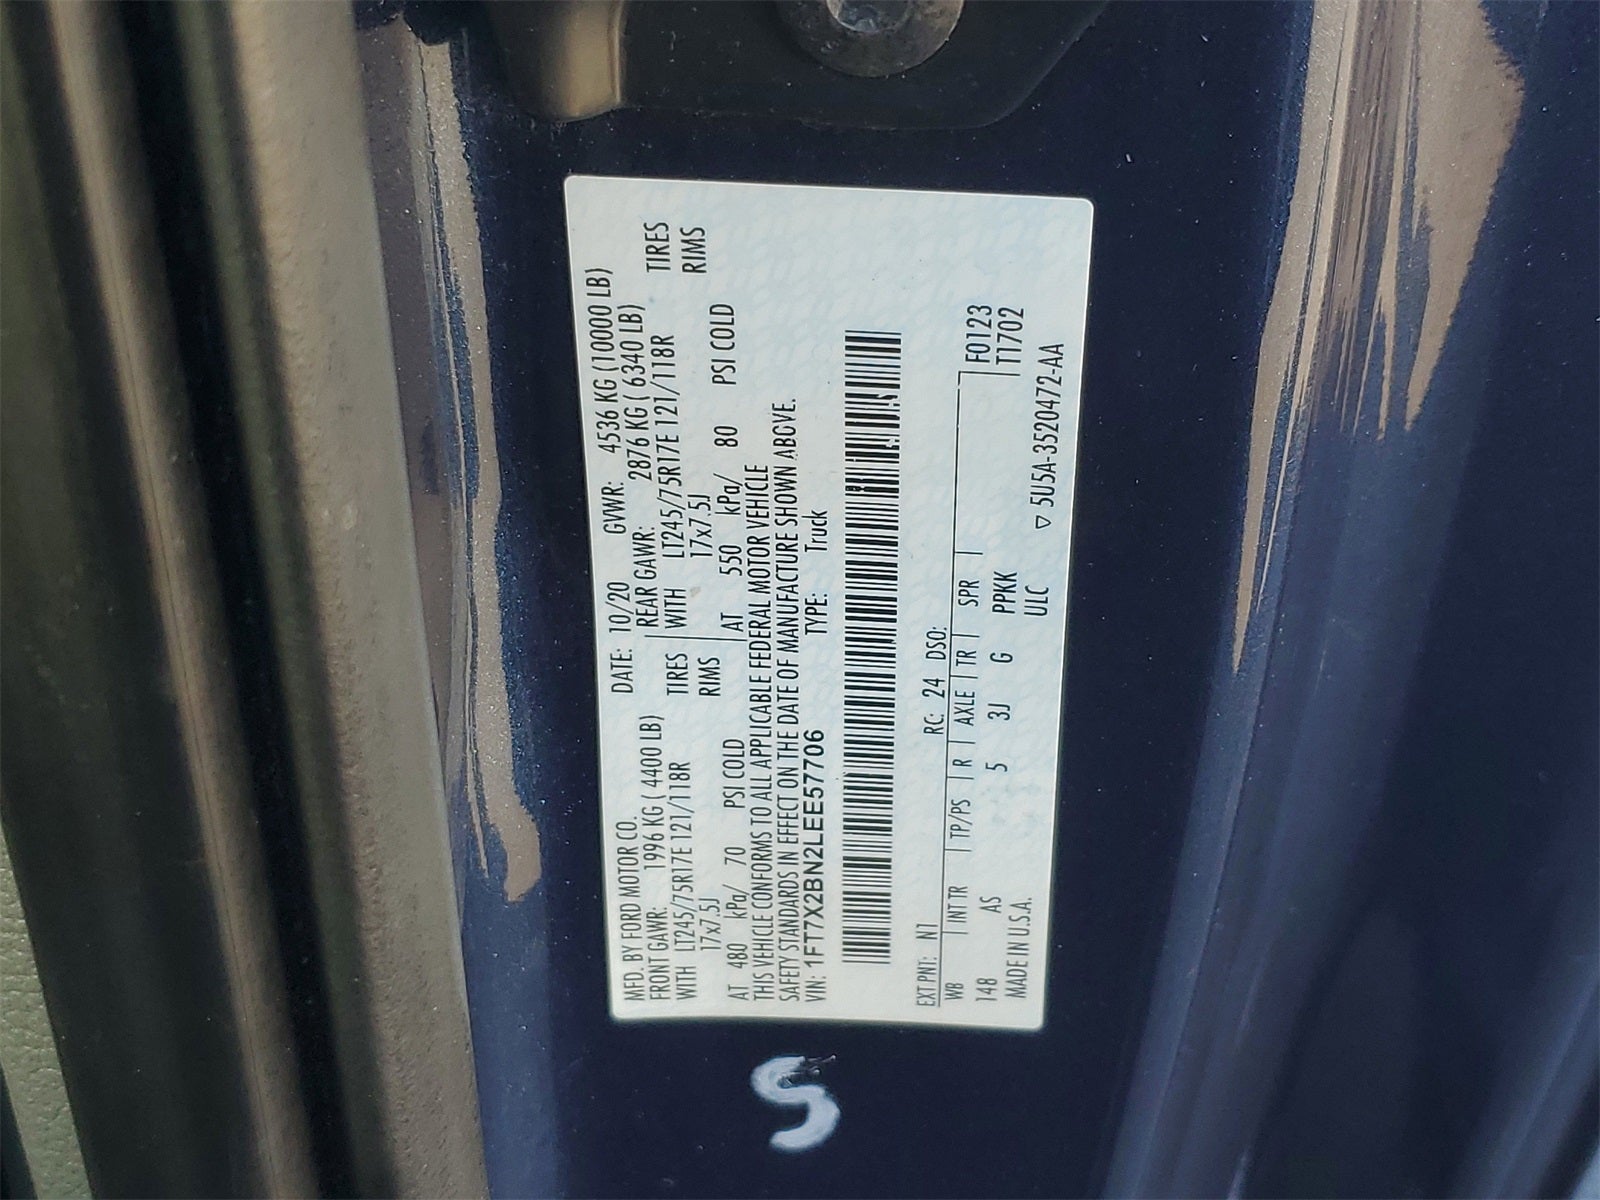 MFD. BY FORD MOTOR CO. DATE: 10/20 GVWR: 4536 KG (10000 LB)
FRONT GAWR: 1996 KG ( 4400 LB) REAR GAWR: 2876 KG ( 6340 LB)
WITH LT245/75R17E 121/118R TIRES WITH LT245/75R17E 121/118R TIRES
17x7.5J RIMS 17x7.5J RIMS
AT 480 kPa/ 70 PSI COLD AT 550 kPa/ 80 PSI COLD
THIS VEHICLE CONFORMS TO ALL APPLICABLE FEDERAL MOTOR VEHICLE
SAFETY STANDARDS IN EFFECT ON THE DATE OF MANUFACTURE SHOWN ABOVE.
VIN: 1FT7X2BN2LEE57706 TYPE: Truck
EXT PNT: N1 RC: 24 DSO:
WB | INT TR | TP/PS | R | AXLE | TR | SPR | F0123
148 AS 5 3J G PPKK T1702
MADE IN U.S.A. ULC ▽ 5U5A-3520472-AA
S